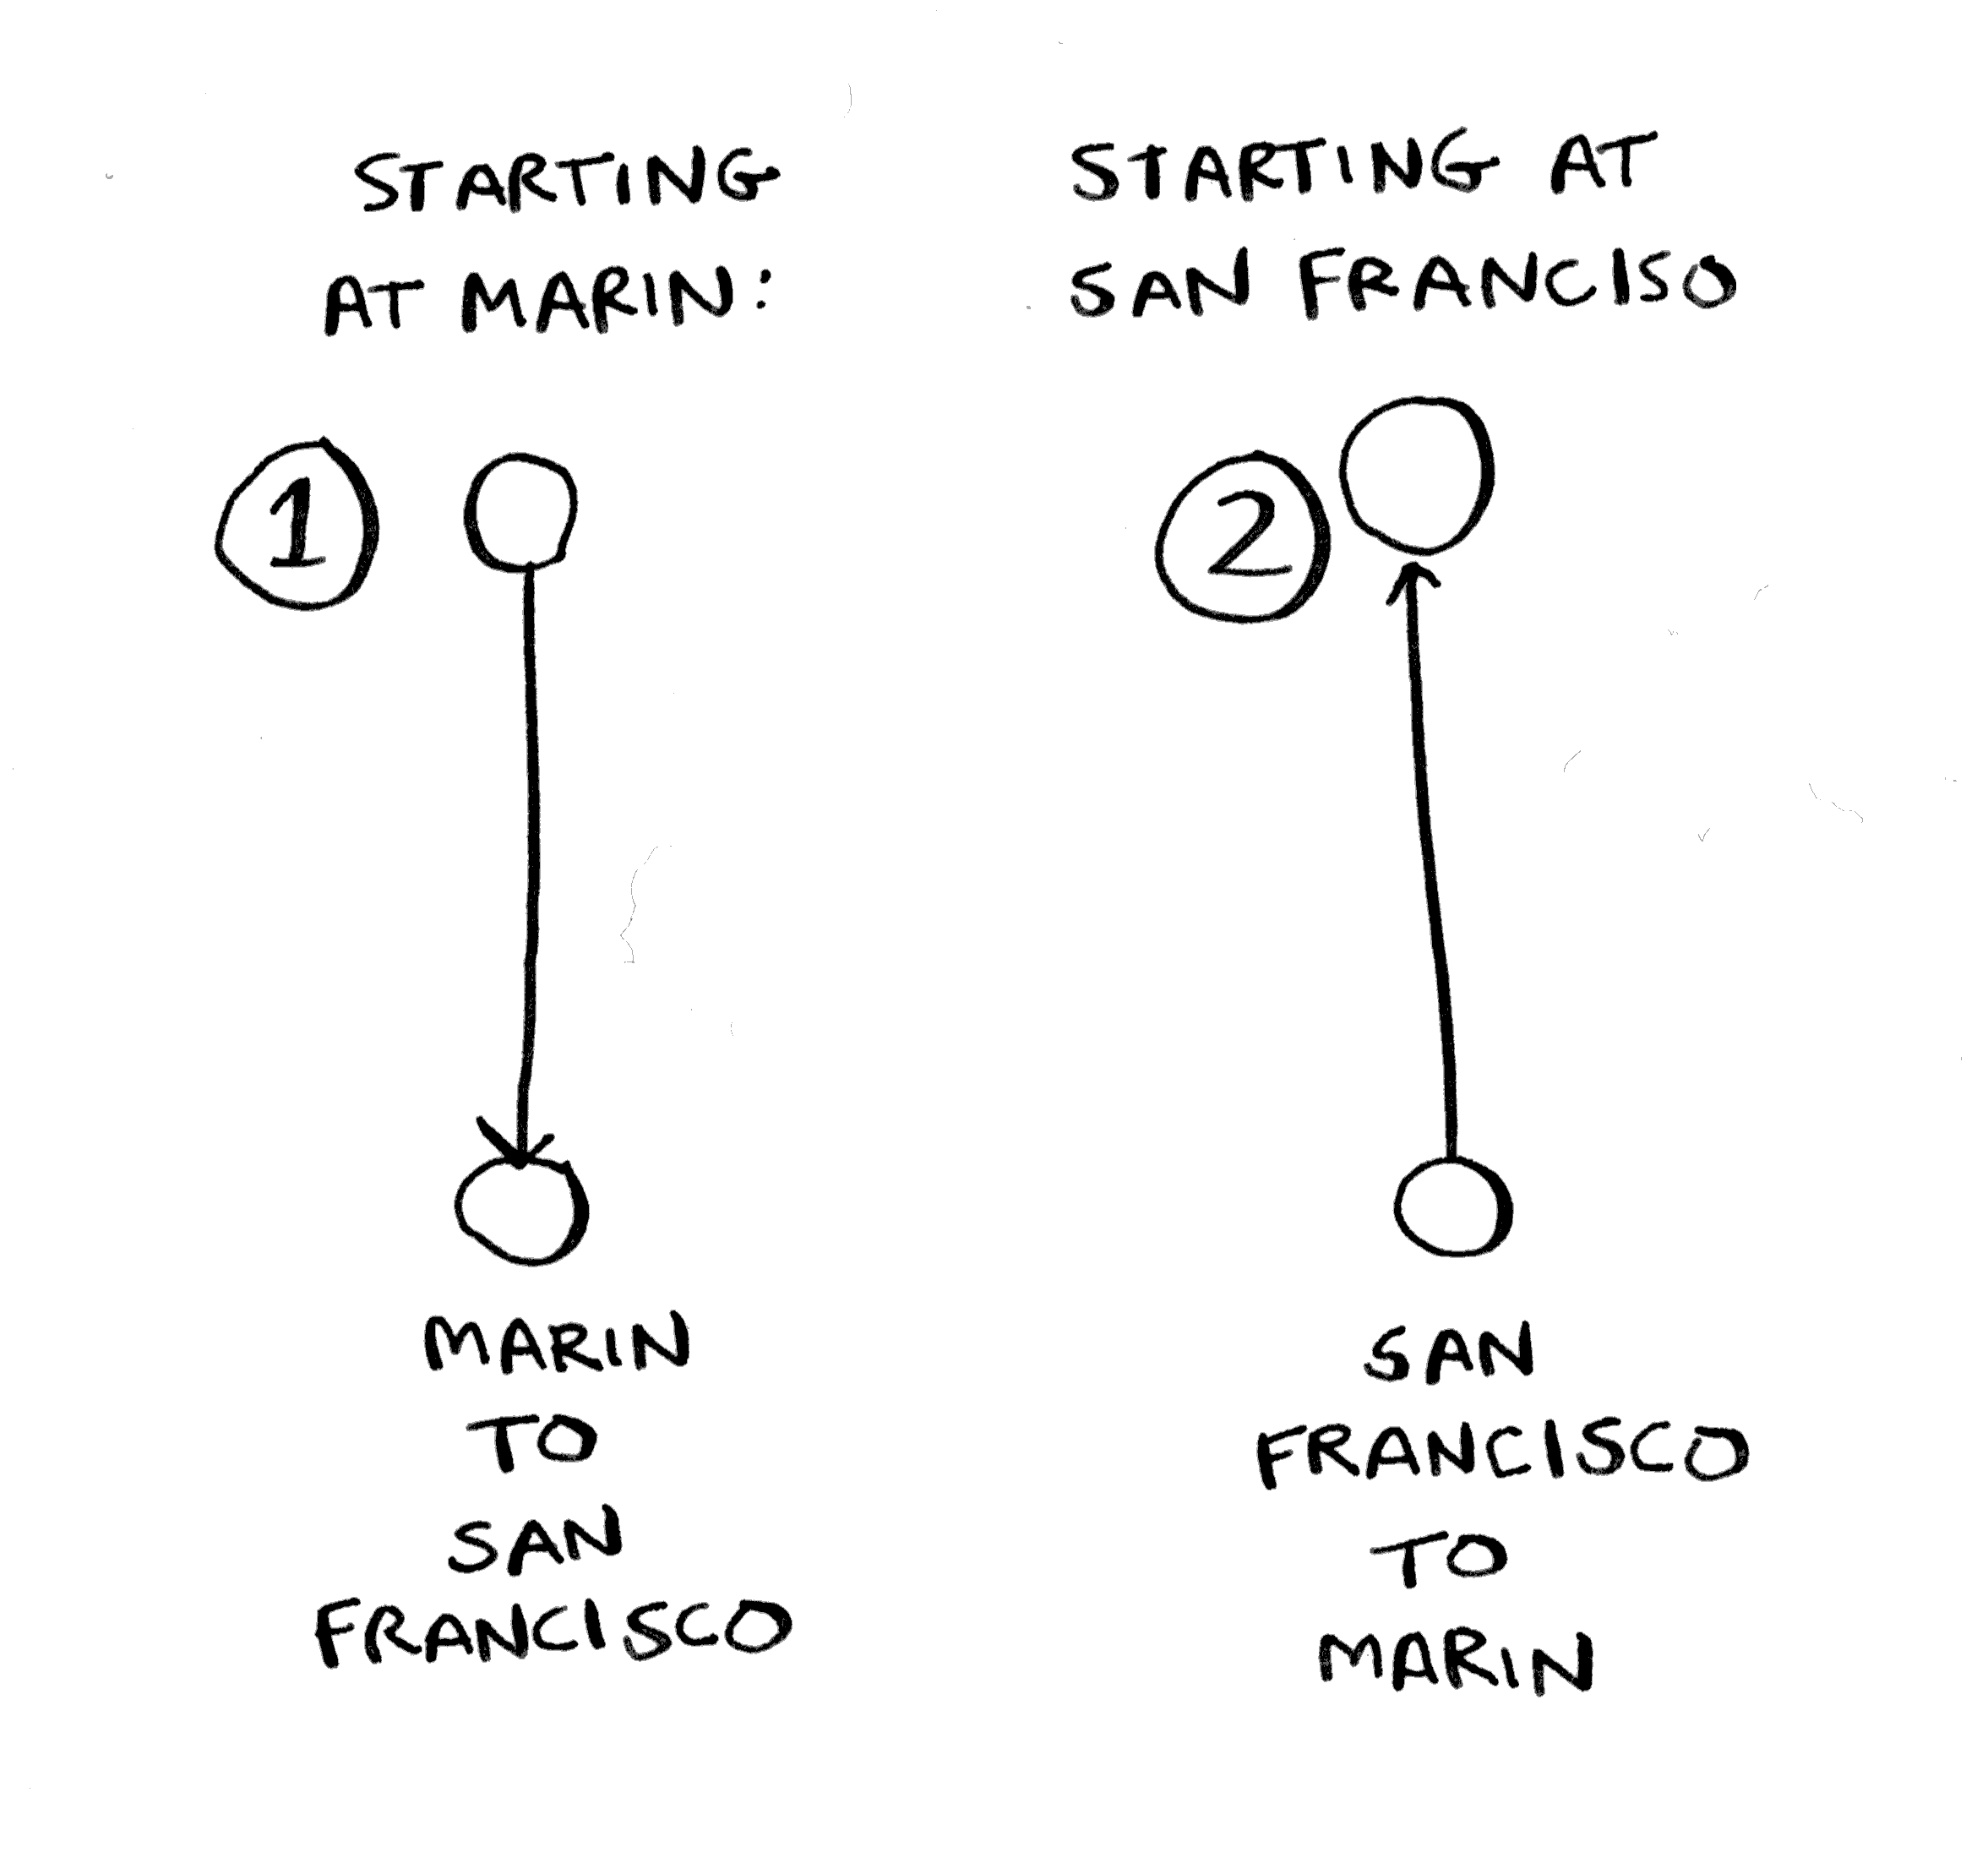 STARTING
AT MARIN:
1
MARIN
TO
SAN
FRANCISCO
STARTING AT
SAN FRANCISO
2
SAN
FRANCISCO
TO
MARIN